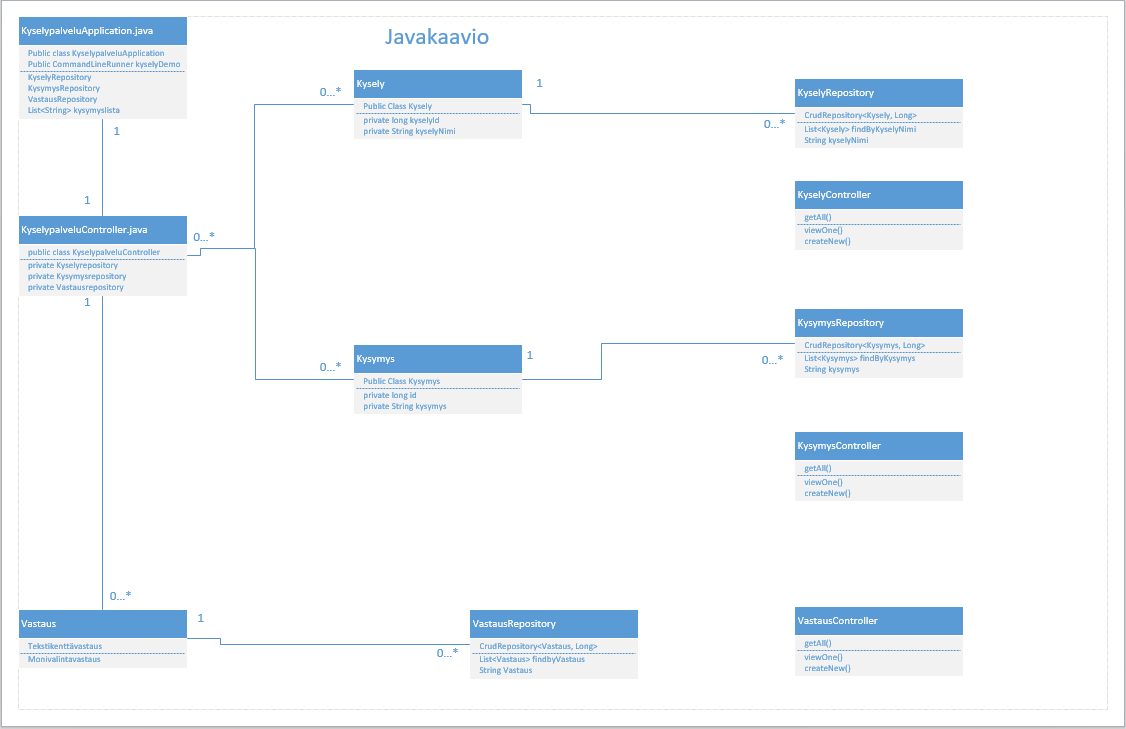 Javakaavio
KyselypalveluApplication.java
Public class KyselypalveluApplication
Public CommandLineRunner kyselyDemo
KyselyRepository
KysymysRepository
VastausRepository
List<String> kysymyslista
1
1
KyselypalveluController.java
public class KyselypalveluController
private Kyselyrepository
private Kysymysrepository
private Vastausrepository
0...*
1
0...*
Kysely
Public Class Kysely
private long kyselyId
private String kyselyNimi
1
0...*
KyselyRepository
CrudRepository<Kysely, Long>
List<Kysely> findByKyselyNimi
String kyselyNimi
KyselyController
getAll()
viewOne()
createNew()
0...*
Kysymys
Public Class Kysymys
private long id
private String kysymys
1
0...*
KysymysRepository
CrudRepository<Kysymys, Long>
List<Kysymys> findByKysymys
String kysymys
KysymysController
getAll()
viewOne()
createNew()
0...*
Vastaus
Tekstikenttävastaus
Monivalintavastaus
1
0...*
VastausRepository
CrudRepository<Vastaus, Long>
List<Vastaus> findbyVastaus
String Vastaus
VastausController
getAll()
viewOne()
createNew()